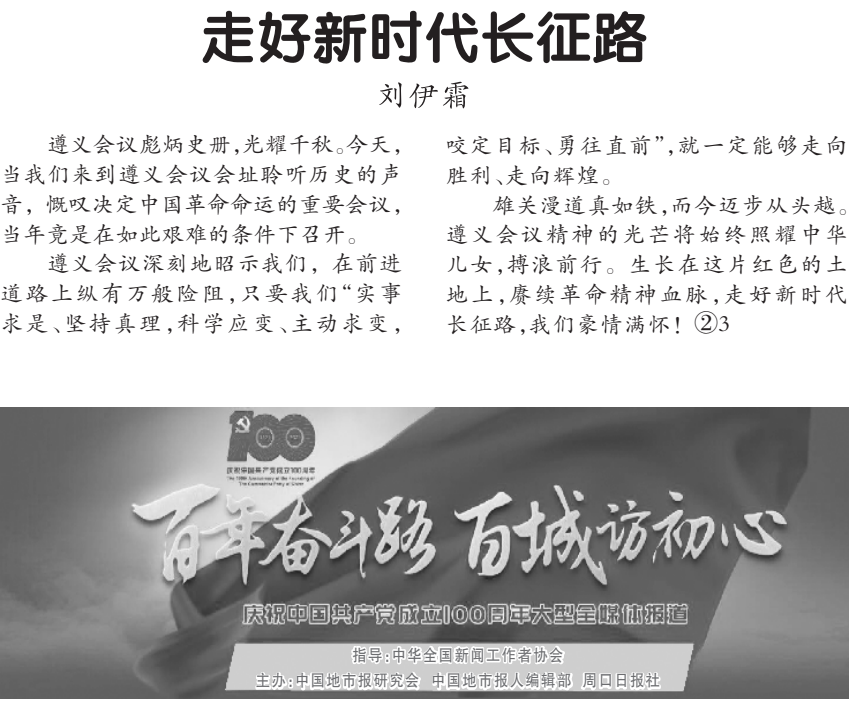 走好新时代长征路
刘伊霜
遵义会议彪炳史册,光耀千秋。今天,
当我们来到遵义会议会址聆听历史的声
音，慨叹决定中国革命命运的重要会议，
当年竟是在如此艰难的条件下召开。
遵义会议深刻地昭示我们，在前进
道路上纵有万般险阻,只要我们“实事
求是、坚持真理,科学应变、主动求变，
咬定目标、勇往直前”,就一定能够走向
胜利、走向辉煌。
雄关漫道真如铁,而今迈步从头越。
遵义会议精神的光芒将始终照耀中华
儿女,搏浪前行。生长在这片红色的土
地上,赓续革命精神血脉,走好新时代
长征路,我们豪情满怀！②3
100
庆祝中国共产党成立100周年
The 100th Anniversary of the Founding of
The Communist Party of China
百年奋斗路 百城访初心
庆祝中国共产党成立100周年大型全媒体报道
指导:中华全国新闻工作者协会
主办:中国地市报研究会 中国地市报人编辑部 周口日报社